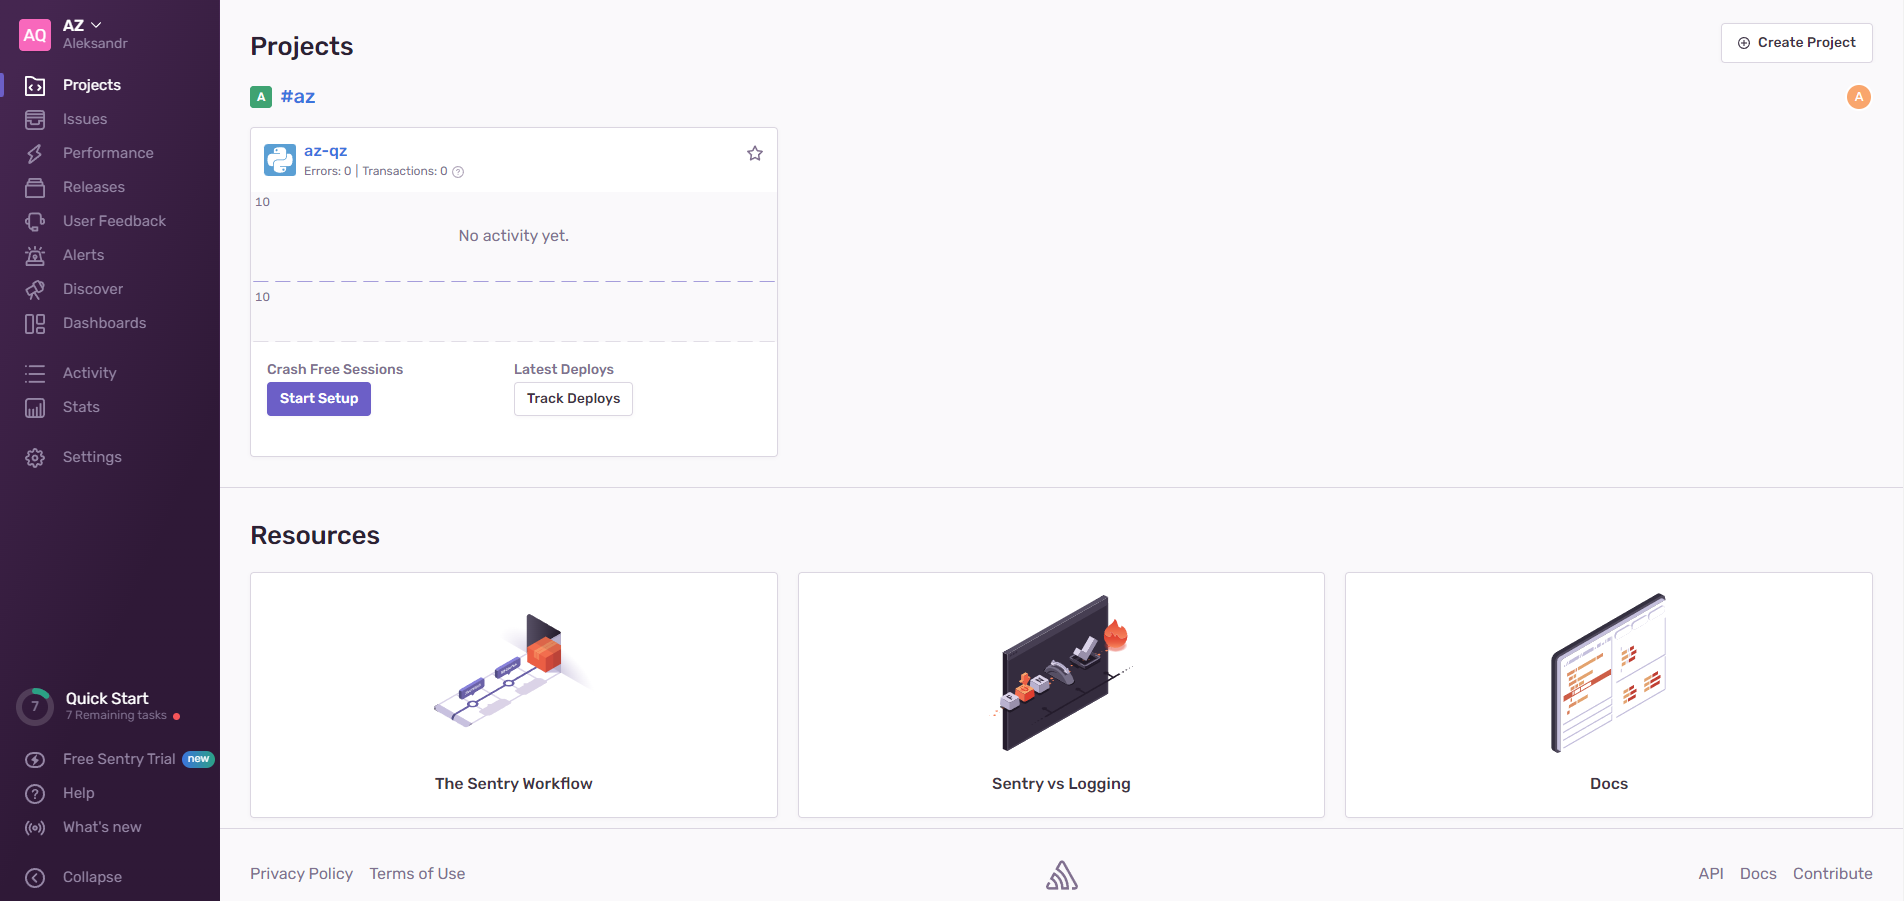 AQ
AZ
Aleksandr
Projects
Issues
Performance
Releases
User Feedback
Alerts
Discover
Dashboards
Activity
Stats
Settings
7
Quick Start
7 Remaining tasks
Free Sentry Trial new
Help
What's new
Collapse
Projects
Create Project
A #az
A
az-qz
Errors: 0 | Transactions: 0 ?
10
No activity yet.
10
Crash Free Sessions
Latest Deploys
Start Setup
Track Deploys
Resources
The Sentry Workflow
Sentry vs Logging
Docs
Privacy Policy Terms of Use
API Docs Contribute